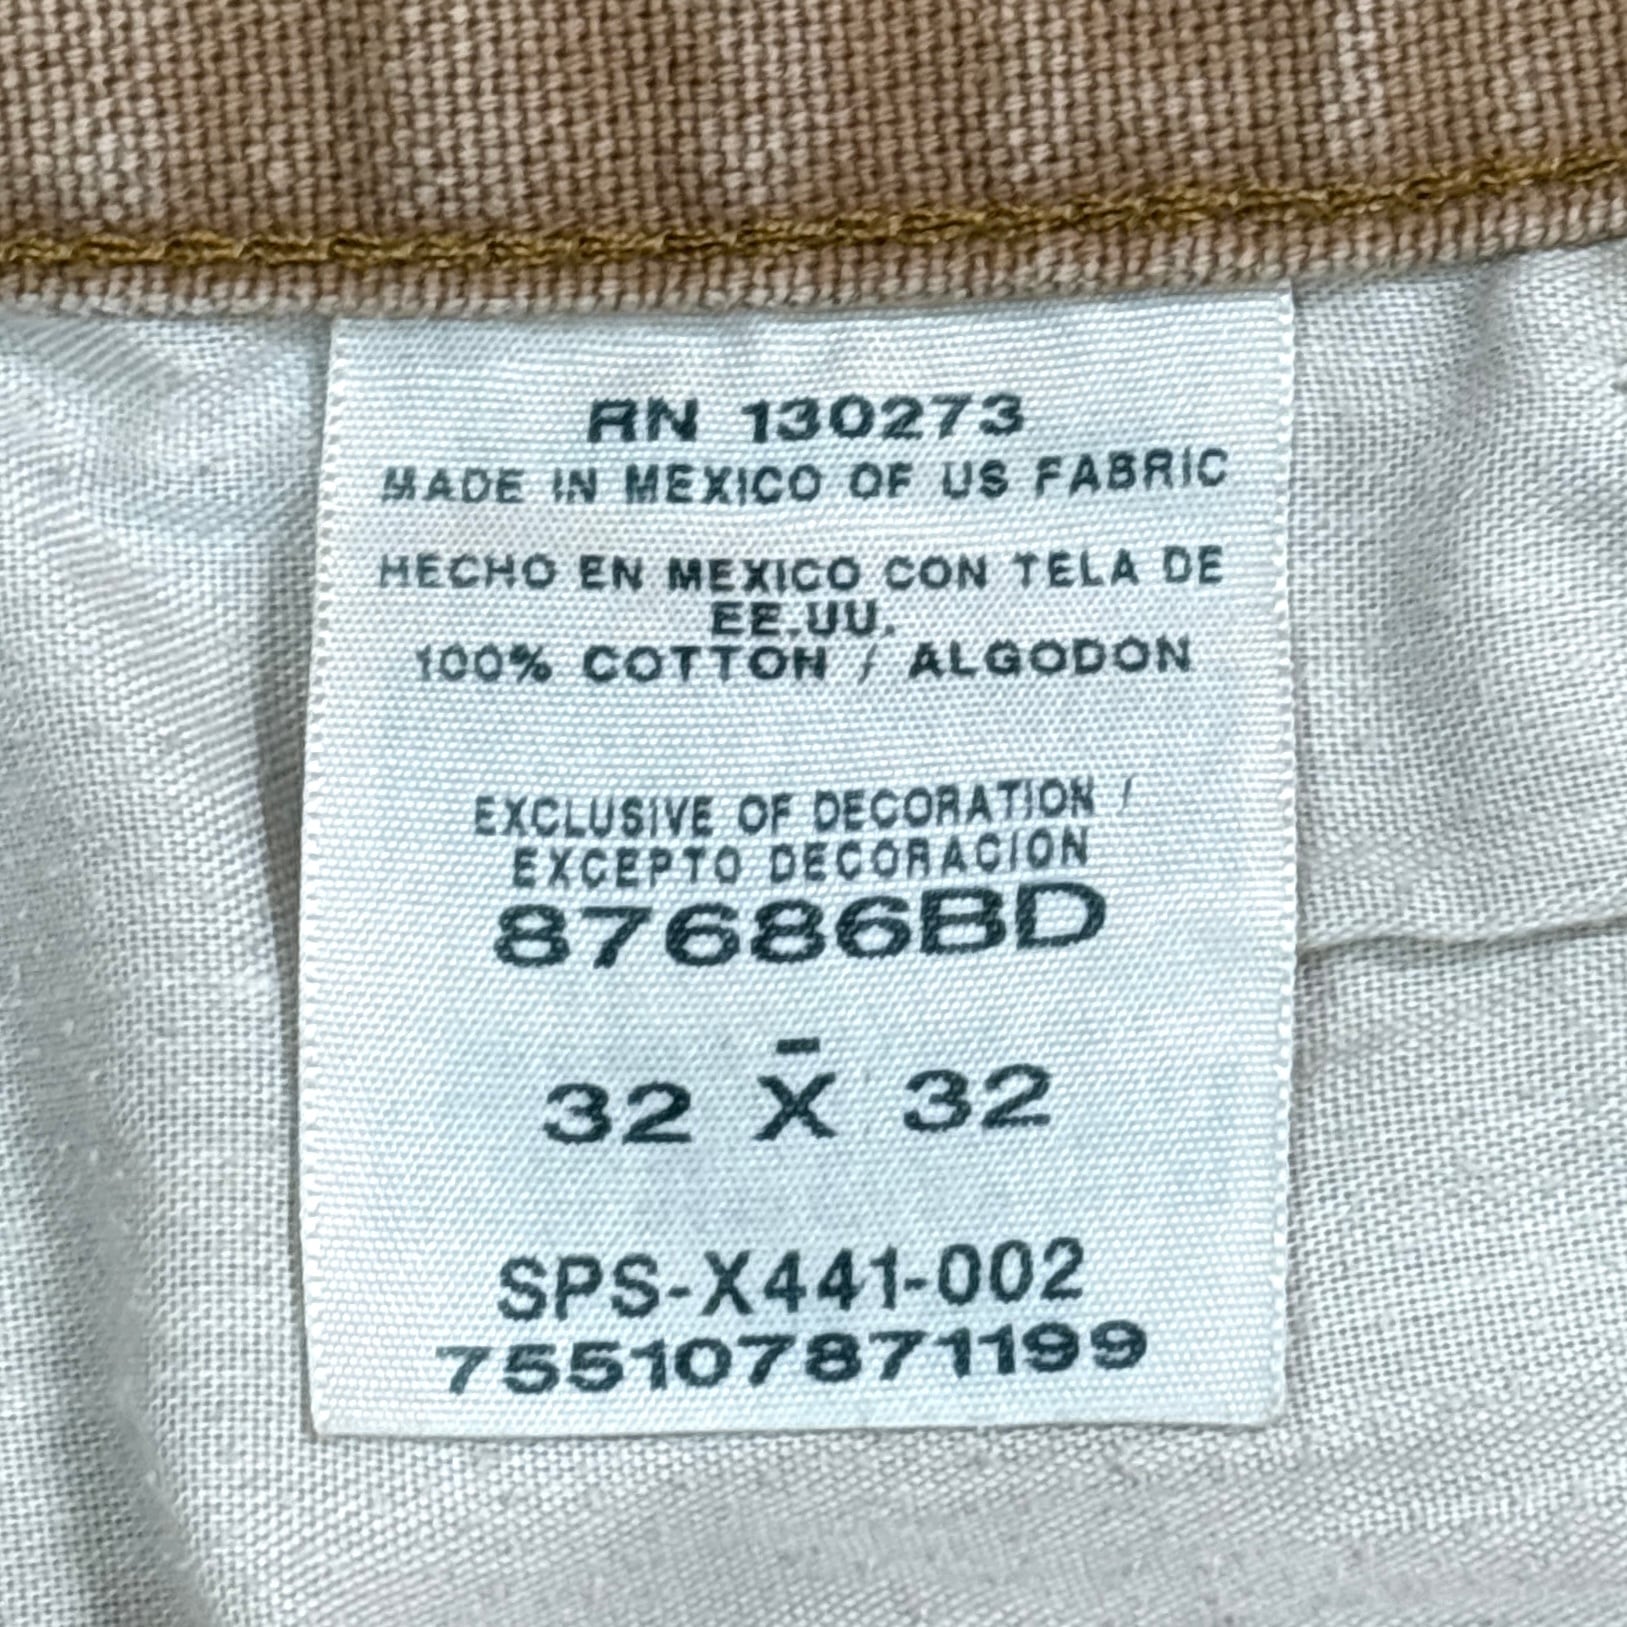 RN 130273
MADE IN MEXICO OF US FABRIC
HECHO EN MEXICO CON TELA DE
EE.UU.
100% COTTON / ALGODON
EXCLUSIVE OF DECORATION /
EXCEPTO DECORACION
87686BD
-
32 X 32
SPS-X441-002
755107871199